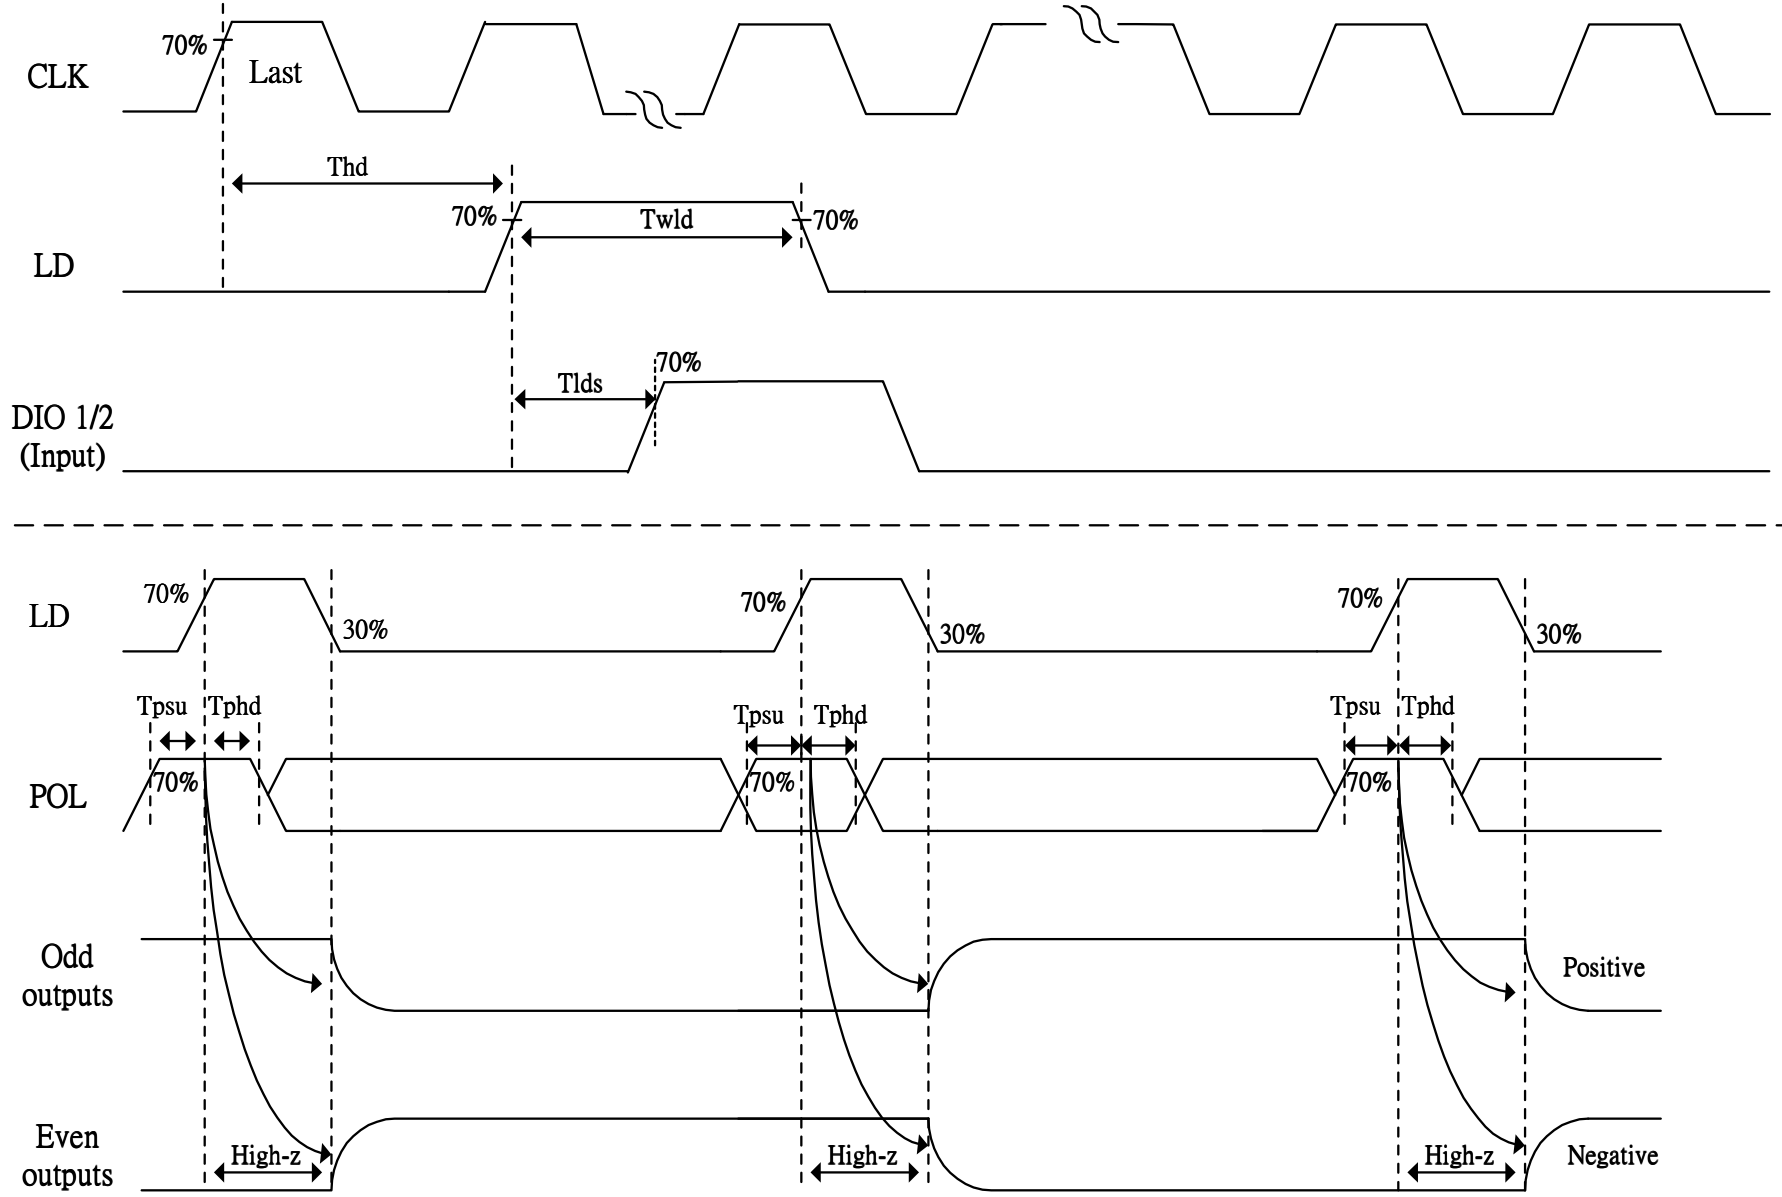 70%
CLK
Last
Thd
70%
Twld
70%
LD
70%
Tlds
DIO 1/2
(Input)
70%
70%
70%
LD
30%
30%
30%
Tpsu
Tphd
Tpsu
Tphd
Tpsu
Tphd
70%
70%
70%
POL
Odd
outputs
Positive
Even
outputs
High-z
High-z
High-z
Negative